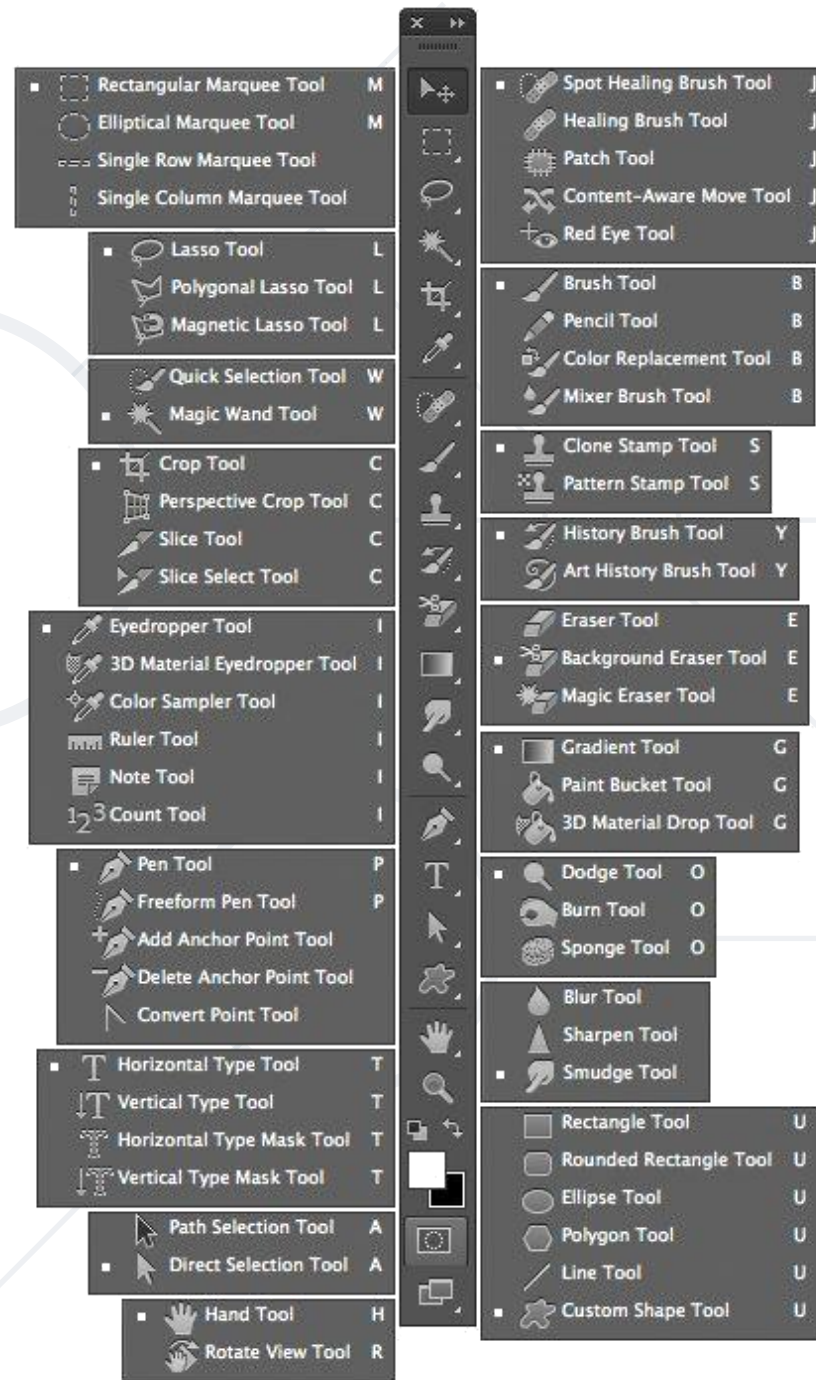 Rectangular Marquee Tool M
Elliptical Marquee Tool M
Single Row Marquee Tool
Single Column Marquee Tool
Lasso Tool L
Polygonal Lasso Tool L
Magnetic Lasso Tool L
Quick Selection Tool W
Magic Wand Tool W
Crop Tool C
Perspective Crop Tool C
Slice Tool C
Slice Select Tool C
Eyedropper Tool I
3D Material Eyedropper Tool I
Color Sampler Tool I
Ruler Tool I
Note Tool I
Count Tool I
Pen Tool P
Freeform Pen Tool P
Add Anchor Point Tool
Delete Anchor Point Tool
Convert Point Tool
Horizontal Type Tool T
Vertical Type Tool T
Horizontal Type Mask Tool T
Vertical Type Mask Tool T
Path Selection Tool A
Direct Selection Tool A
Hand Tool H
Rotate View Tool R
Spot Healing Brush Tool J
Healing Brush Tool J
Patch Tool J
Content-Aware Move Tool J
Red Eye Tool J
Brush Tool B
Pencil Tool B
Color Replacement Tool B
Mixer Brush Tool B
Clone Stamp Tool S
Pattern Stamp Tool S
History Brush Tool Y
Art History Brush Tool Y
Eraser Tool E
Background Eraser Tool E
Magic Eraser Tool E
Gradient Tool G
Paint Bucket Tool G
3D Material Drop Tool G
Dodge Tool O
Burn Tool O
Sponge Tool O
Blur Tool
Sharpen Tool
Smudge Tool
Rectangle Tool U
Rounded Rectangle Tool U
Ellipse Tool U
Polygon Tool U
Line Tool U
Custom Shape Tool U